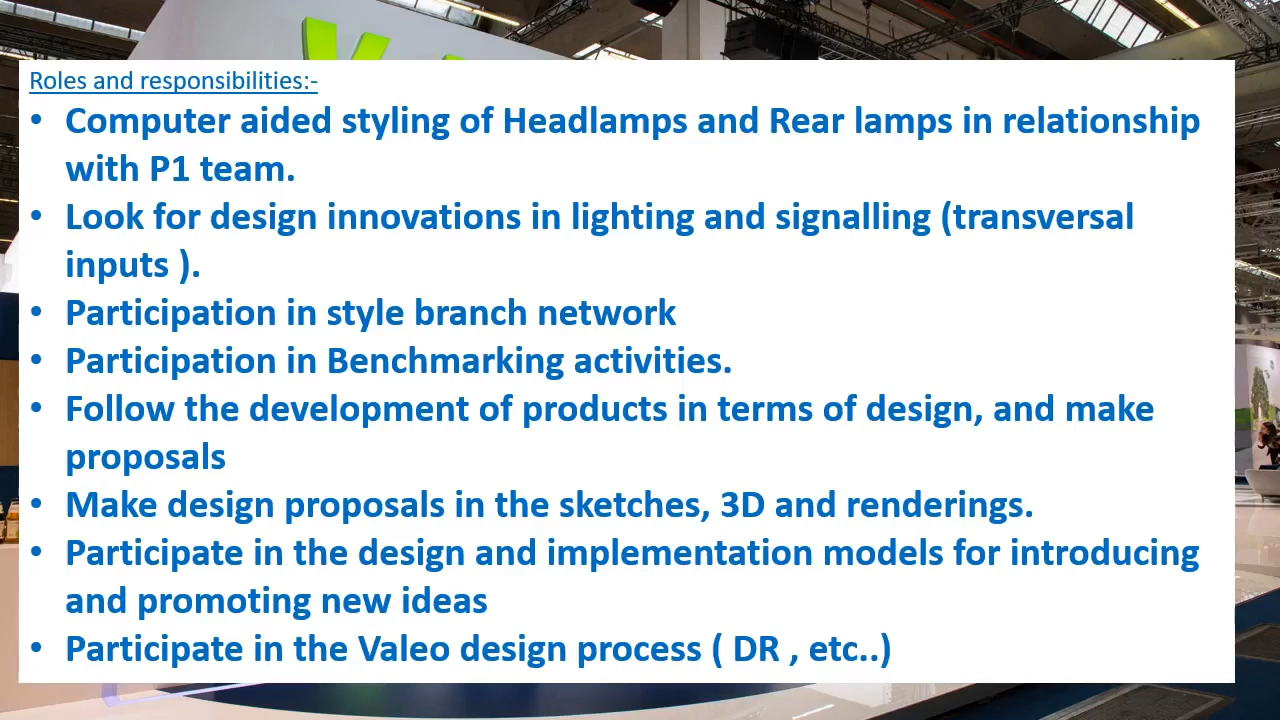 Roles and responsibilities:-
• Computer aided styling of Headlamps and Rear lamps in relationship
with P1 team.
• Look for design innovations in lighting and signalling (transversal
inputs ).
• Participation in style branch network
• Participation in Benchmarking activities.
• Follow the development of products in terms of design, and make
proposals
• Make design proposals in the sketches, 3D and renderings.
• Participate in the design and implementation models for introducing
and promoting new ideas
• Participate in the Valeo design process ( DR , etc..)